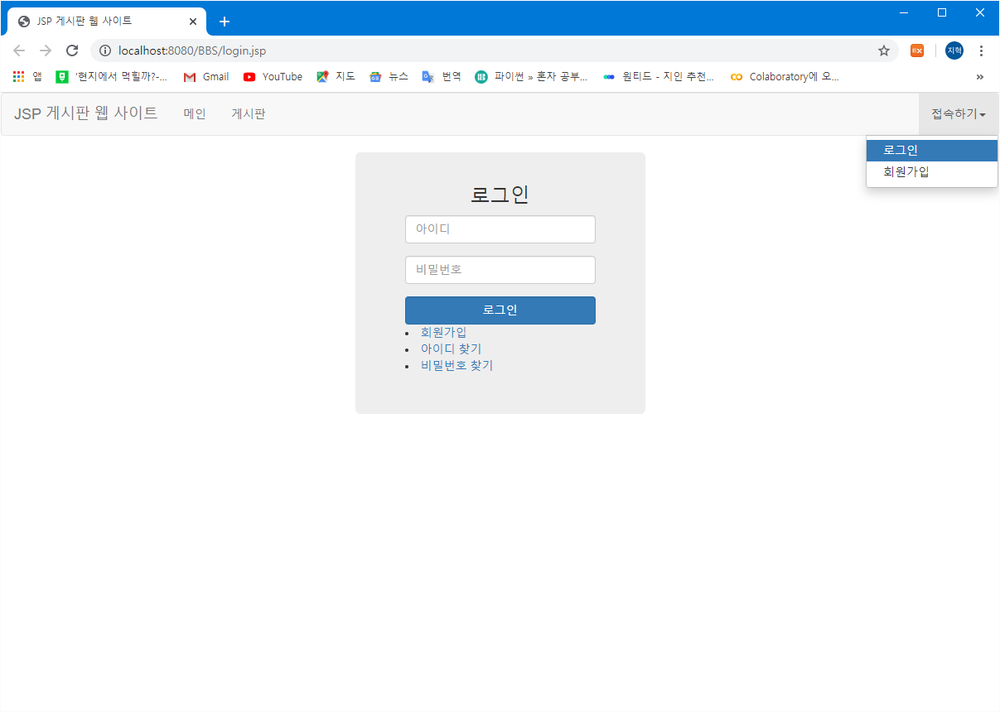 JSP 게시판 웹 사이트
localhost:8080/BBS/login.jsp
지혁
앱 '현지에서 먹힐까?-... Gmail YouTube 지도 뉴스 번역 파이썬 » 혼자 공부... 원티드 - 지인 추천... Colaboratory에 오... »
JSP 게시판 웹 사이트 메인 게시판 접속하기
로그인
회원가입
로그인
아이디
비밀번호
로그인
회원가입
아이디 찾기
비밀번호 찾기